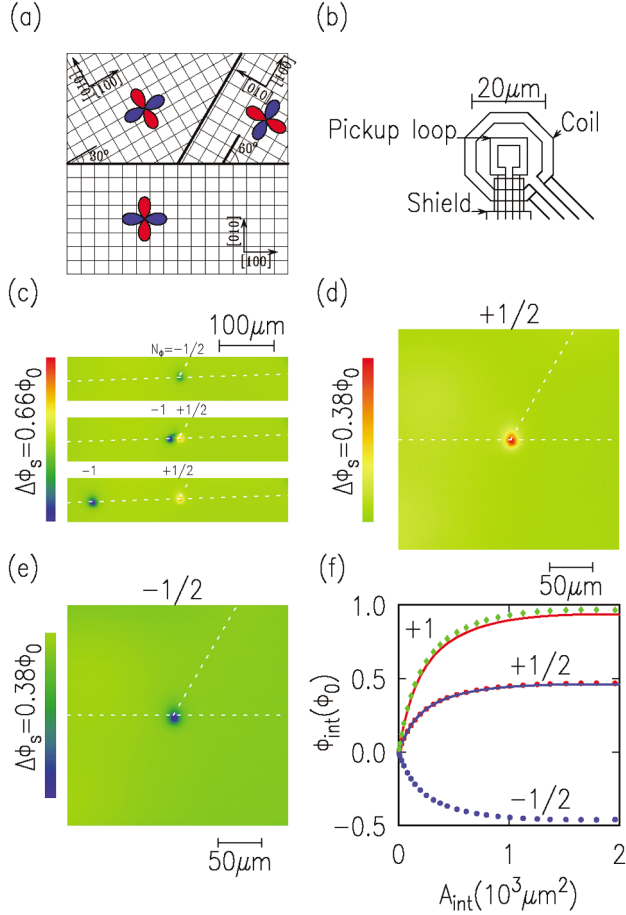 (a)
[010]
[100]
[100]
[010]
30°
60°
[010]
[100]
(b)
20μm
Pickup loop
Coil
Shield
(c)
100μm
ΔΦs=0.66Φ0
NΦ=-1/2
-1 +1/2
-1 +1/2
(d)
+1/2
ΔΦs=0.38Φ0
50μm
(e)
-1/2
ΔΦs=0.38Φ0
50μm
(f)
Φint(Φ0)
1.0
0.5
0.0
-0.5
+1
+1/2
-1/2
0 1 2
Aint(10³μm²)